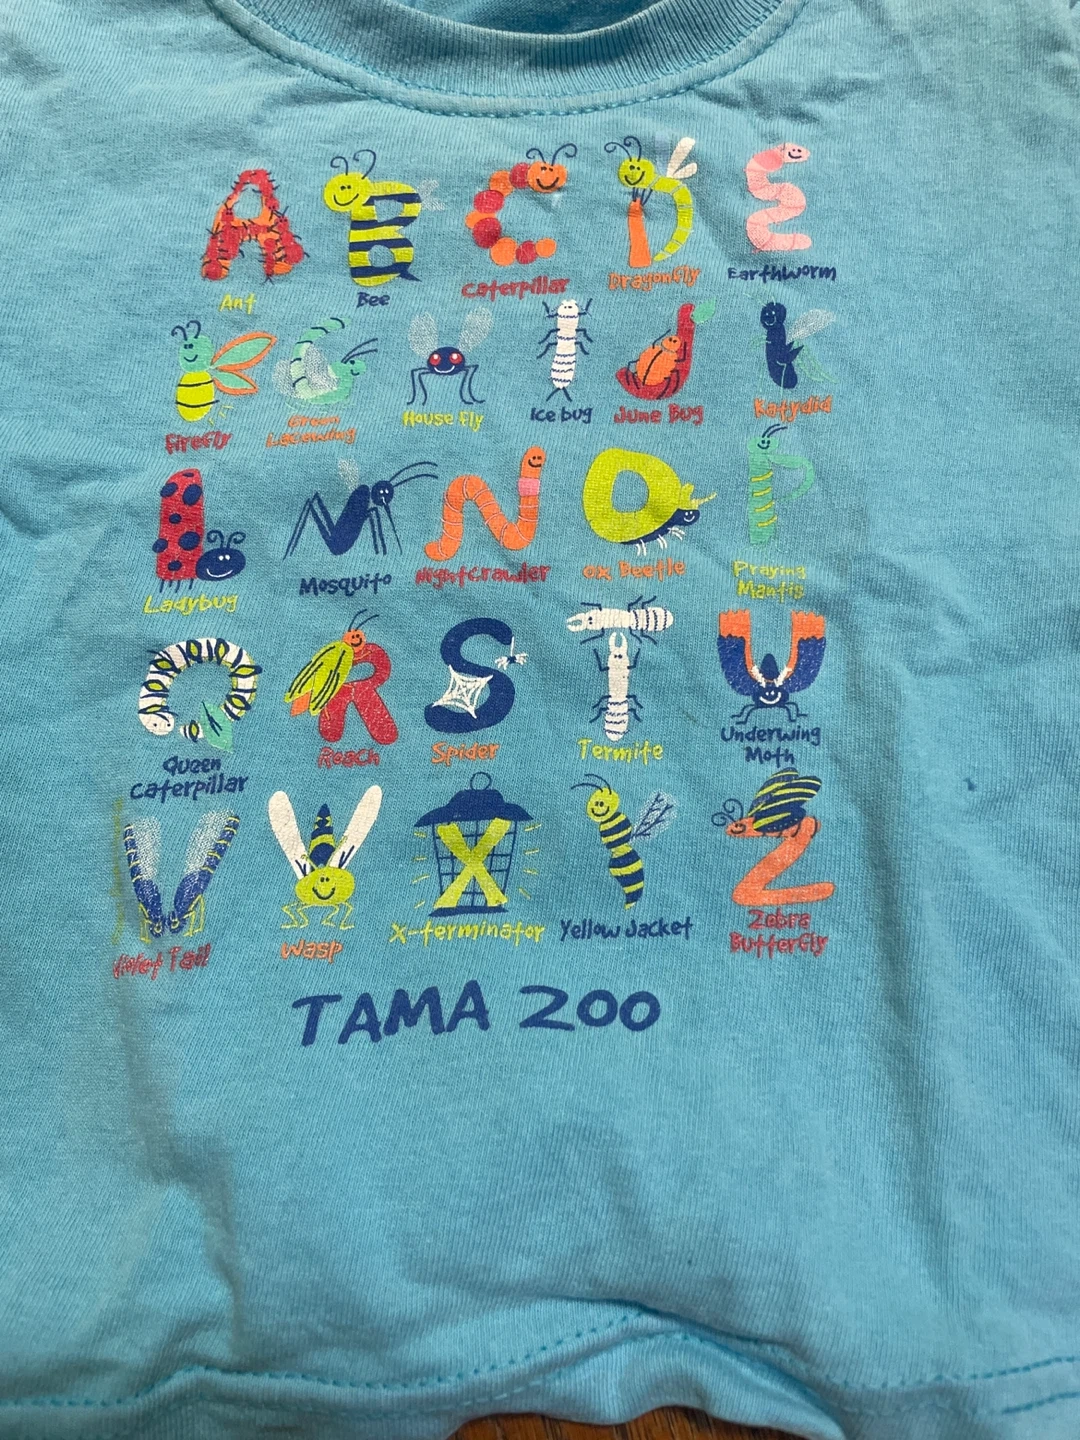 A B C D E
Ant Bee Caterpillar Dragonfly Earthworm
F G H I J K
Firefly Green Lacewing House Fly Ice bug June Bug Katydid
L M N O P
Ladybug Mosquito Nightcrawler Ox Beetle Praying Mantis
Q R S T U
Queen Caterpillar Roach Spider Termite Underwing Moth
V W X Y Z
Tail Wasp X-terminator Yellow Jacket Zebra Butterfly
TAMA ZOO